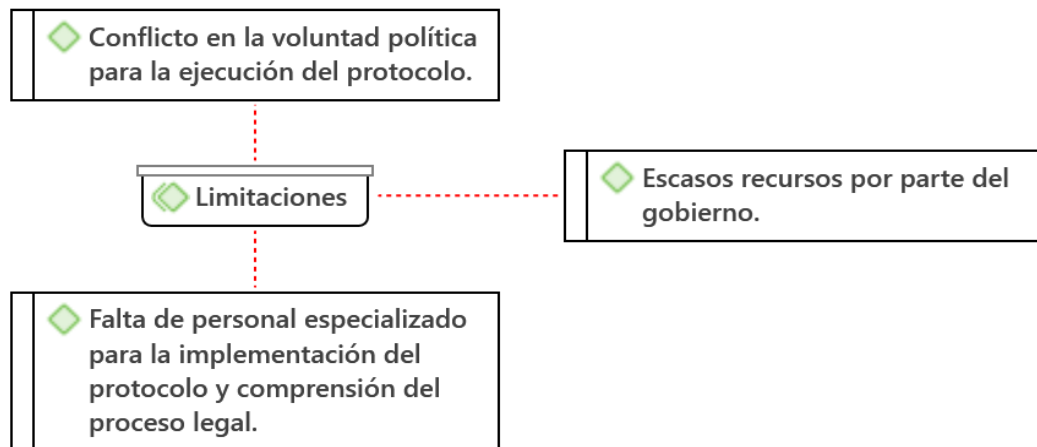 Conflicto en la voluntad política
para la ejecución del protocolo.
Limitaciones
Escasos recursos por parte del
gobierno.
Falta de personal especializado
para la implementación del
protocolo y comprensión del
proceso legal.